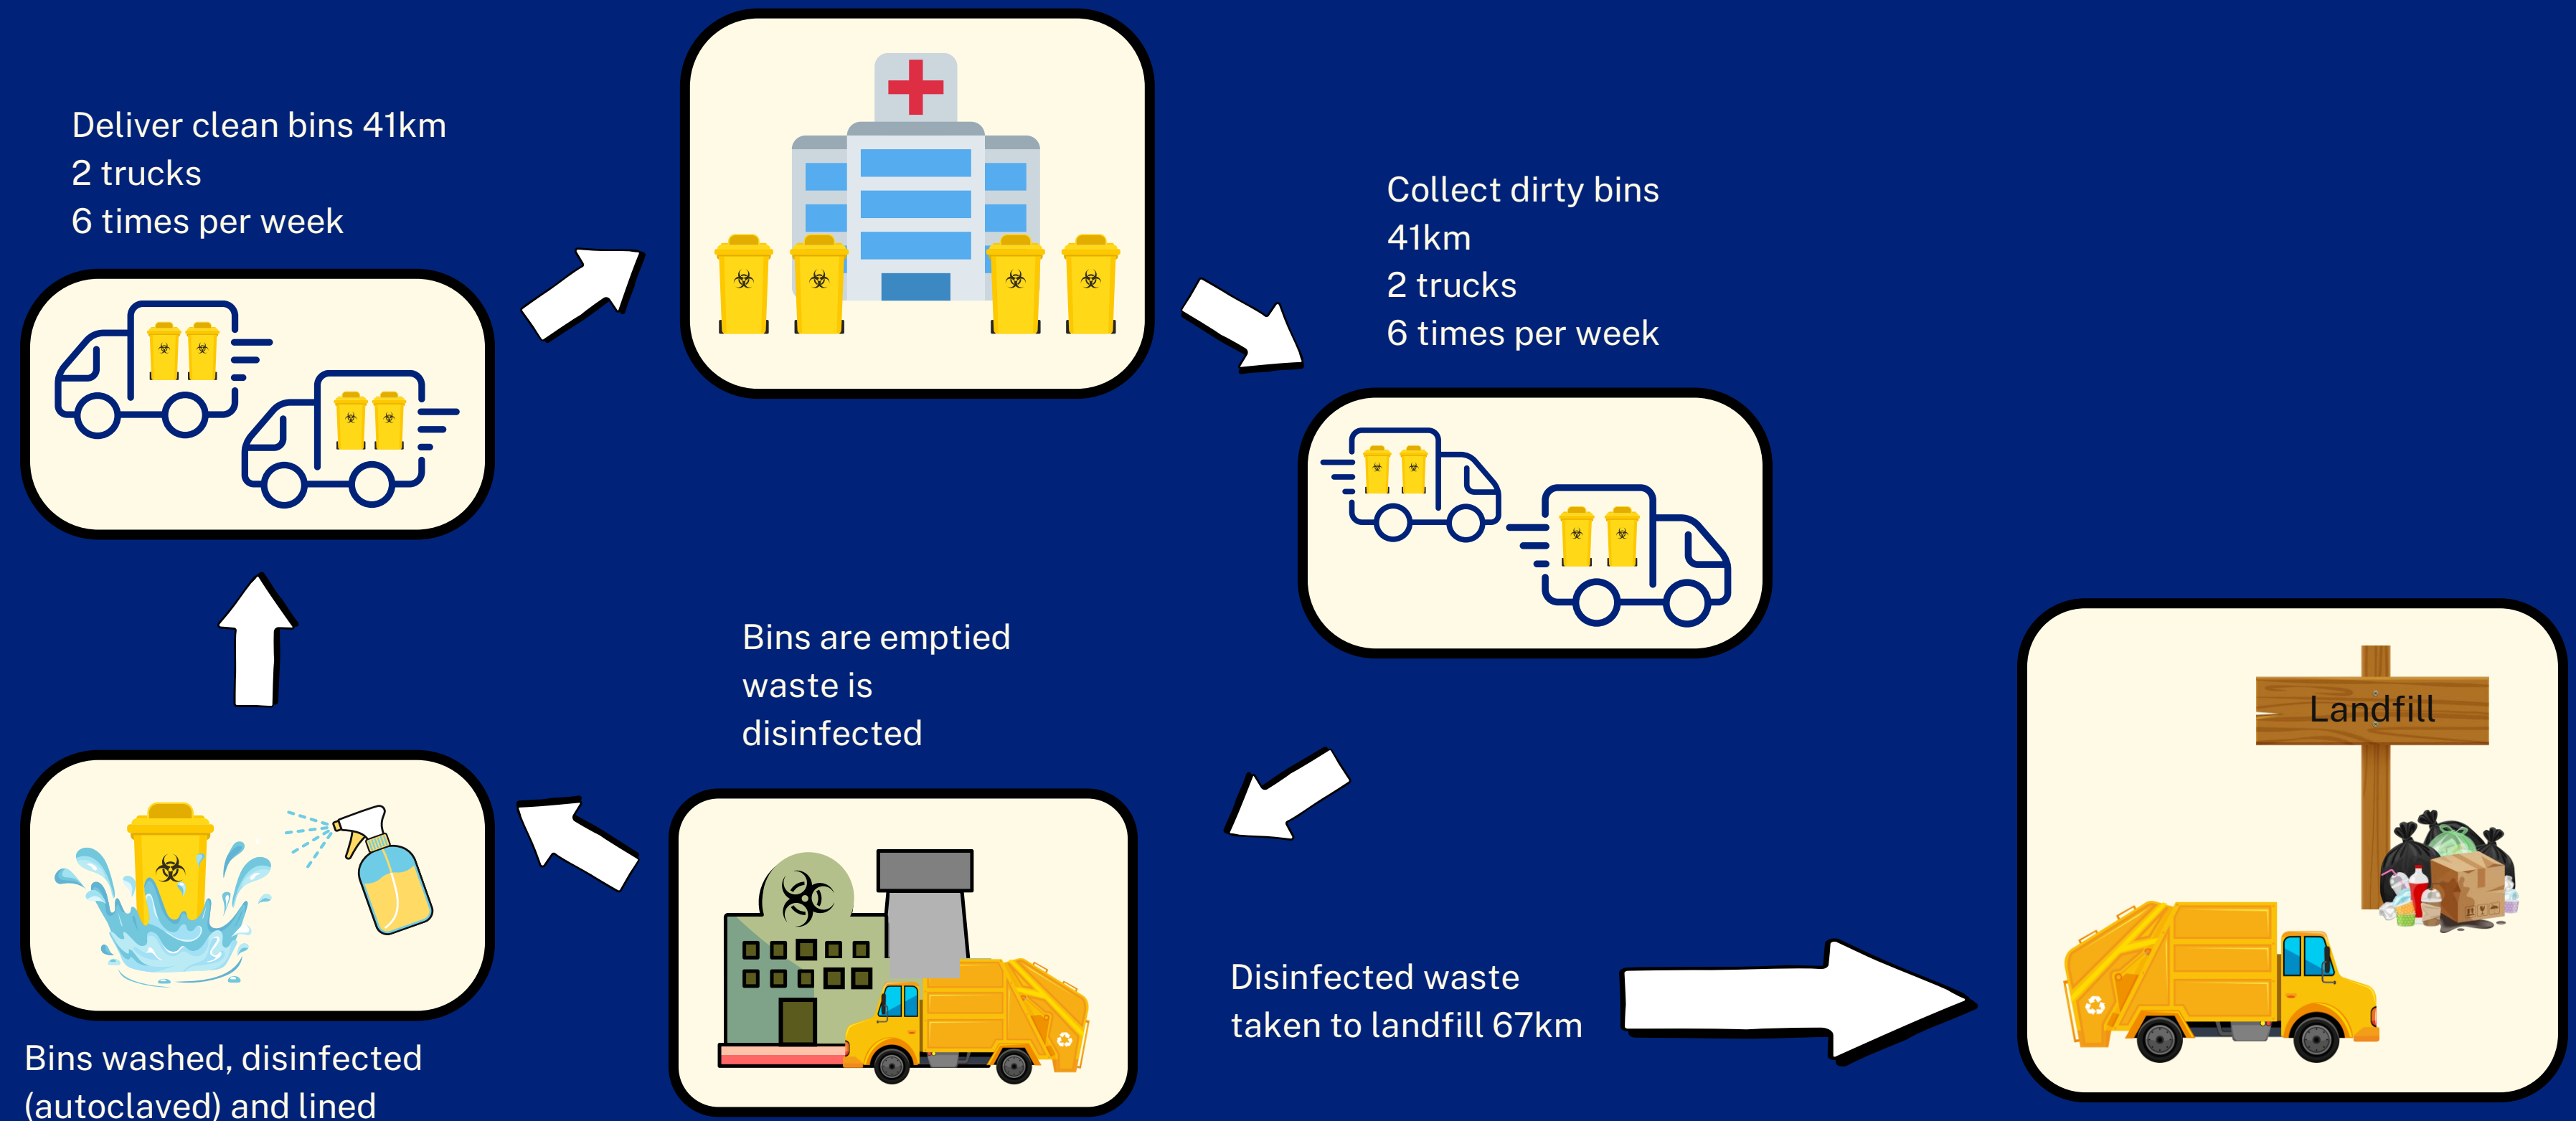 Deliver clean bins 41km
2 trucks
6 times per week
Collect dirty bins
41km
2 trucks
6 times per week
Bins are emptied
waste is
disinfected
Landfill
Disinfected waste
taken to landfill 67km
Bins washed, disinfected
(autoclaved) and lined